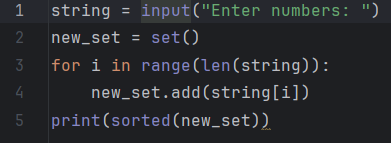 1 string = input("Enter numbers: ")
2 new_set = set()
3 for i in range(len(string)):
4     new_set.add(string[i])
5 print(sorted(new_set))